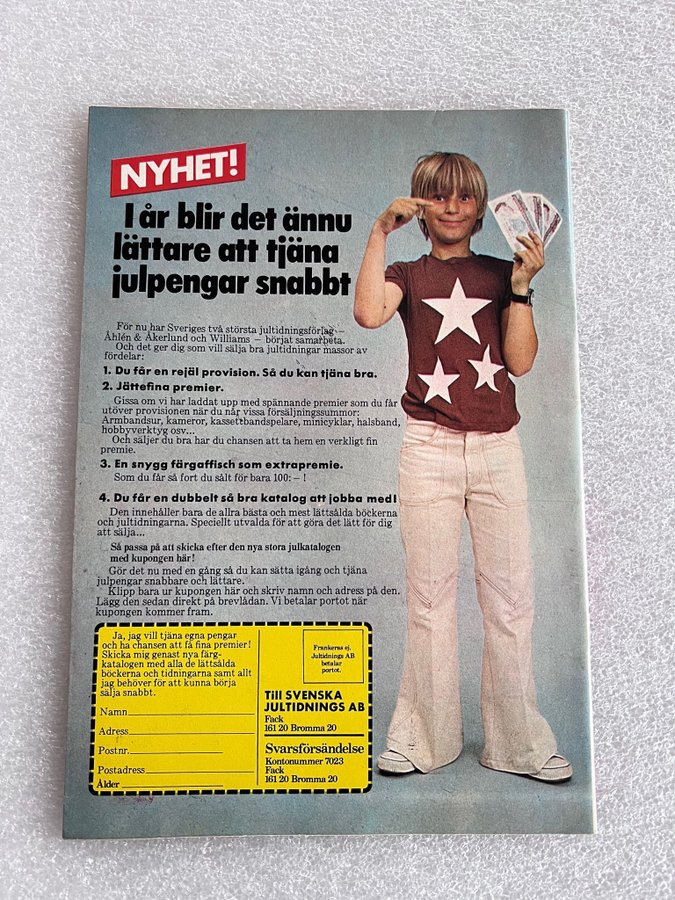 NYHET!
I år blir det ännu
lättare att tjäna
julpengar snabbt
För nu har Sveriges två största jultidningsförlag –
Åhlén & Åkerlund och Williams – börjat samarbeta.
Och det ger dig som vill sälja bra jultidningar massor av
fördelar:
1. Du får en rejäl provision. Så du kan tjäna bra.
2. Jättefina premier.
Gissa om vi har laddat upp med spännande premier som du får
utöver provisionen när du når vissa försäljningssummor:
Armbandsur, kameror, kassettbandspelare, minicyklar, halsband,
hobbyverktyg osv...
Och säljer du bra har du chansen att ta hem en verkligt fin
premie.
3. En snygg färgaffisch som extrapremie.
Som du får så fort du sålt för bara 100:– !
4. Du får en dubbelt så bra katalog att jobba med!
Den innehåller bara de allra bästa och mest lättsålda böckerna
och jultidningarna. Speciellt utvalda för att göra det lätt för dig
att sälja...
Så passa på att skicka efter den nya stora julkatalogen
med kupongen här!
Gör det nu med en gång så du kan sätta igång och tjäna
julpengar snabbare och lättare.
Klipp bara ur kupongen här och skriv namn och adress på den.
Lägg den sedan direkt på brevlådan. Vi betalar portot när
kupongen kommer fram.
Ja, jag vill tjäna egna pengar
och ha chansen att få fina premier!
Skicka mig genast nya färg-
katalogen med alla de lättsålda
böckerna och tidningarna samt allt
jag behöver för att kunna börja
sälja snabbt.
Namn
Adress
Postnr.
Postadress
Ålder
Frankeras ej.
Jultidnings AB
betalar
portot.
Till SVENSKA
JULTIDNINGS AB
Fack
161 20 Bromma 20
Svarsförsändelse
Kontonummer 7023
Fack
161 20 Bromma 20